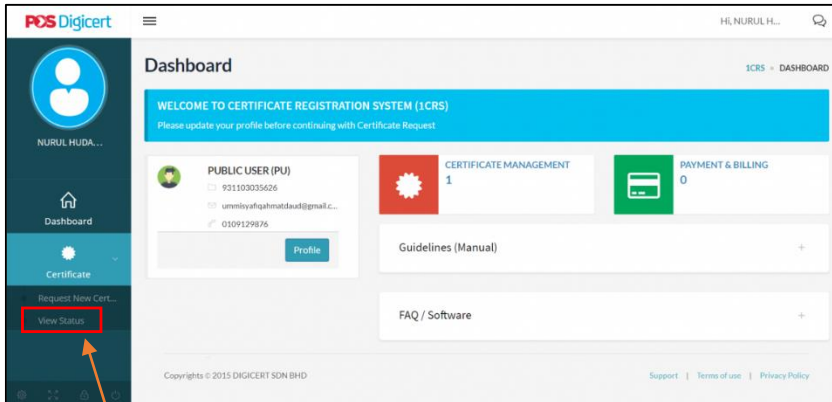 POS Digicert
Hi, NURUL H...
NURUL HUDA...
Dashboard
Certificate
Request New Cert...
View Status
Dashboard
1CRS
DASHBOARD
WELCOME TO CERTIFICATE REGISTRATION SYSTEM (1CRS)
Please update your profile before continuing with Certificate Request
PUBLIC USER (PU)
931103035626
ummisyafiqahmatdaud@gmail.c...
0109129876
Profile
CERTIFICATE MANAGEMENT
1
PAYMENT & BILLING
0
Guidelines (Manual)
FAQ / Software
Copyrights © 2015 DIGICERT SDN BHD
Support | Terms of use | Privacy Policy